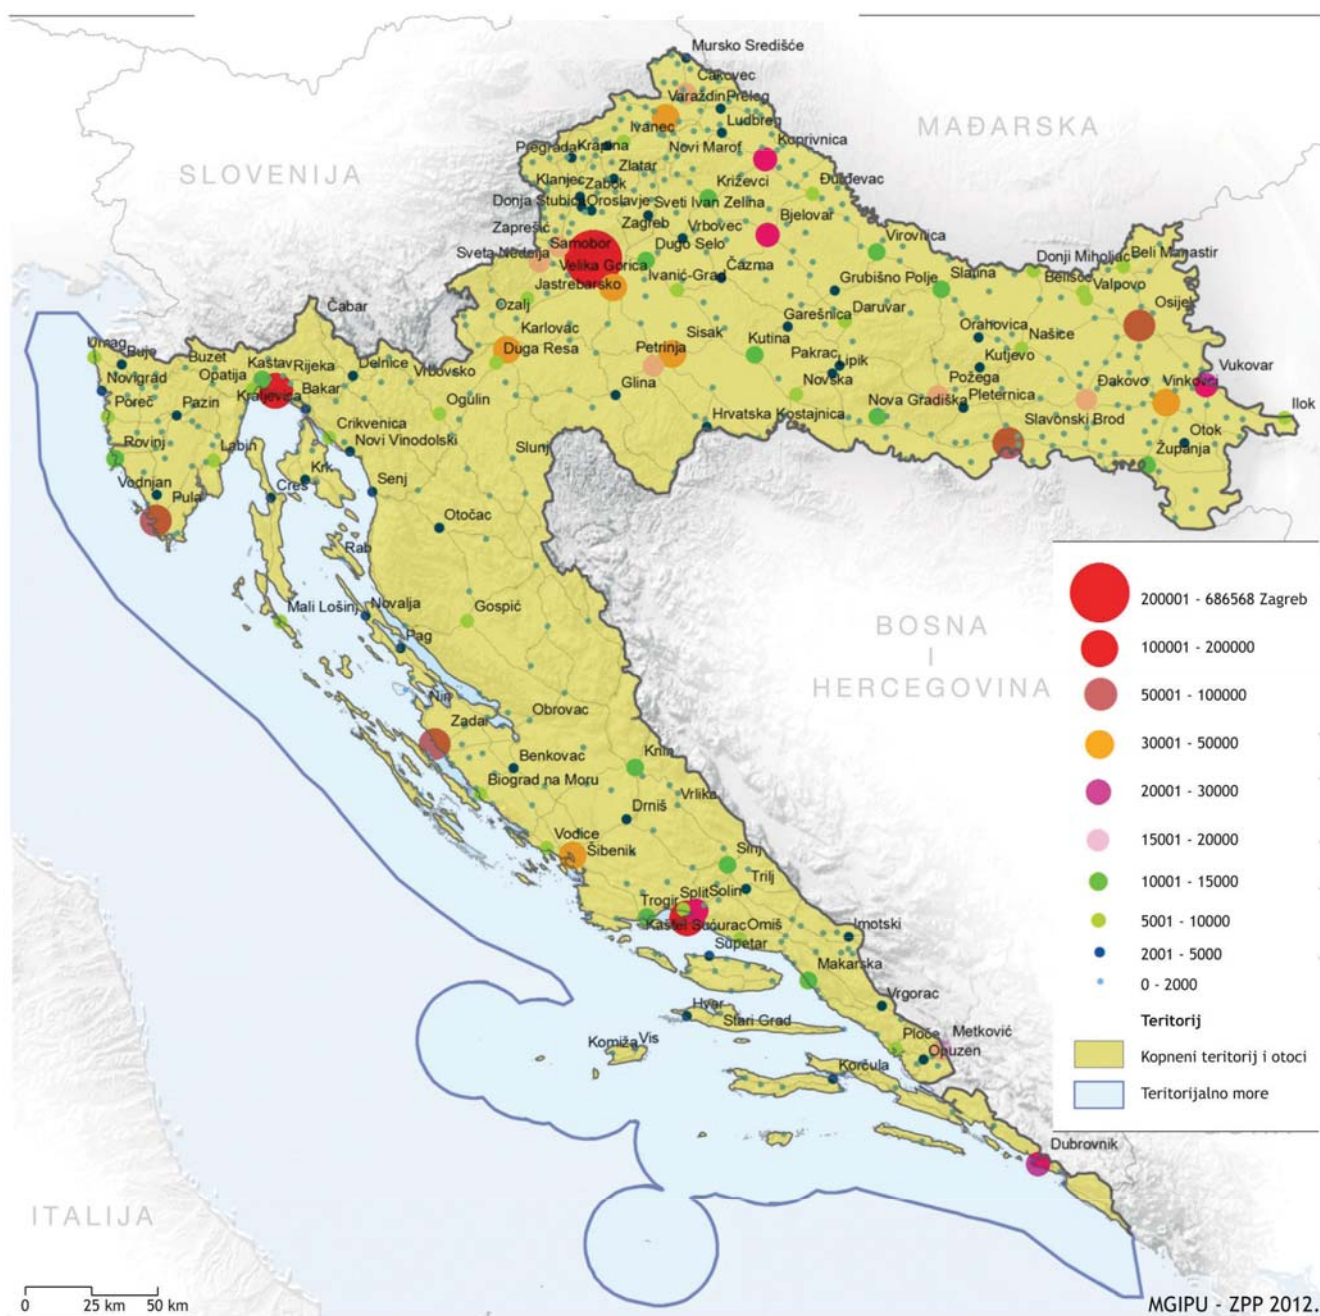 Mursko Središće
Čakovec
Varaždin
Prelog
Ludbreg
Ivanec
Koprivnica
Novi Marof
Pregrada
Krapina
Zlatar
Klanjec
Zabok
Križevci
Đurđevac
Donja Stubica
Oroslavje
Sveti Ivan Zelina
Bjelovar
Zaprešić
Zagreb
Vrbovec
Samobor
Dugo Selo
Virovitica
Sveta Nedelja
Velika Gorica
Ivanić-Grad
Čazma
Jastrebarsko
Grubišno Polje
Slatina
Donji Miholjac
Beli Manastir
Belišće
Valpovo
Ozalj
Garešnica
Daruvar
Osijek
Karlovac
Sisak
Orahovica
Našice
Duga Resa
Petrinja
Kutina
Pakrac
Lipik
Kutjevo
Vukovar
Čabar
Umag
Buje
Buzet
Kastav
Rijeka
Delnice
Vrbovsko
Glina
Novska
Požega
Đakovo
Vinkovci
Novigrad
Opatija
Bakar
Kraljevica
Poreč
Pazin
Ogulin
Hrvatska Kostajnica
Nova Gradiška
Pleternica
Slavonski Brod
Ilok
Otok
Županja
Crikvenica
Novi Vinodolski
Rovinj
Labin
Slunj
Krk
Vodnjan
Cres
Senj
Pula
Otočac
Rab
Mali Lošinj
Novalja
Gospić
Pag
Nin
Zadar
Obrovac
Benkovac
Knin
Biograd na Moru
Vrlika
Drniš
Vodice
Šibenik
Sinj
Trilj
Trogir
Split
Solin
Kaštel Sućurac
Omiš
Imotski
Supetar
Makarska
Vrgorac
Hvar
Stari Grad
Komiža
Vis
Ploče
Metković
Opuzen
Korčula
Dubrovnik
SLOVENIJA
MAĐARSKA
BOSNA
I
HERCEGOVINA
ITALIJA
200001 - 686568 Zagreb
100001 - 200000
50001 - 100000
30001 - 50000
20001 - 30000
15001 - 20000
10001 - 15000
5001 - 10000
2001 - 5000
0 - 2000
Teritorij
Kopneni teritorij i otoci
Teritorijalno more
0 25 km 50 km
MGIPU - ZPP 2012.